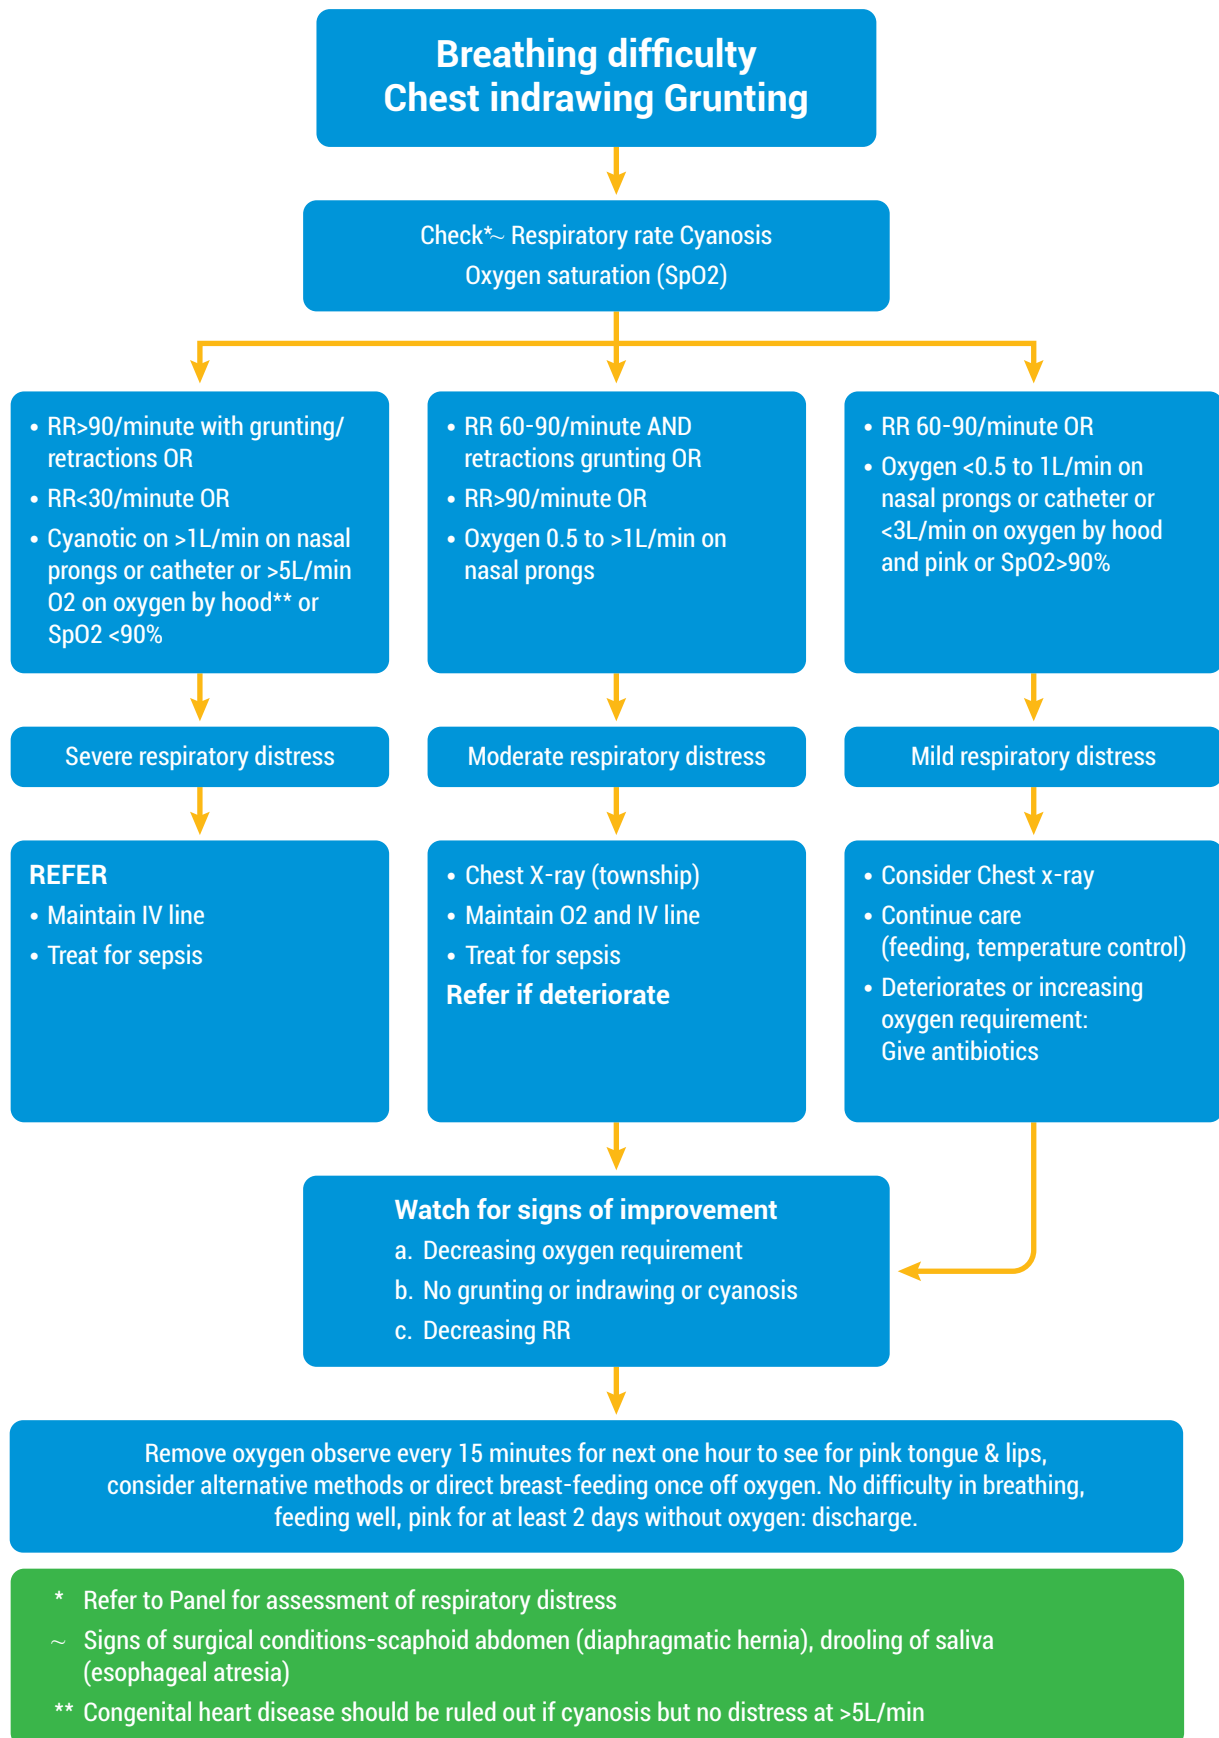 Breathing difficulty
Chest indrawing Grunting
Check*~ Respiratory rate Cyanosis
Oxygen saturation (SpO2)
• RR>90/minute with grunting/
retractions OR
• RR<30/minute OR
• Cyanotic on >1L/min on nasal
prongs or catheter or >5L/min
O2 on oxygen by hood** or
SpO2 <90%
• RR 60-90/minute AND
retractions grunting OR
• RR>90/minute OR
• Oxygen 0.5 to >1L/min on
nasal prongs
• RR 60-90/minute OR
• Oxygen <0.5 to 1L/min on
nasal prongs or catheter or
<3L/min on oxygen by hood
and pink or SpO2>90%
Severe respiratory distress
Moderate respiratory distress
Mild respiratory distress
REFER
• Maintain IV line
• Treat for sepsis
• Chest X-ray (township)
• Maintain O2 and IV line
• Treat for sepsis
Refer if deteriorate
• Consider Chest x-ray
• Continue care
(feeding, temperature control)
• Deteriorates or increasing
oxygen requirement:
Give antibiotics
Watch for signs of improvement
a. Decreasing oxygen requirement
b. No grunting or indrawing or cyanosis
c. Decreasing RR
Remove oxygen observe every 15 minutes for next one hour to see for pink tongue & lips,
consider alternative methods or direct breast-feeding once off oxygen. No difficulty in breathing,
feeding well, pink for at least 2 days without oxygen: discharge.
* Refer to Panel for assessment of respiratory distress
~ Signs of surgical conditions-scaphoid abdomen (diaphragmatic hernia), drooling of saliva
(esophageal atresia)
** Congenital heart disease should be ruled out if cyanosis but no distress at >5L/min